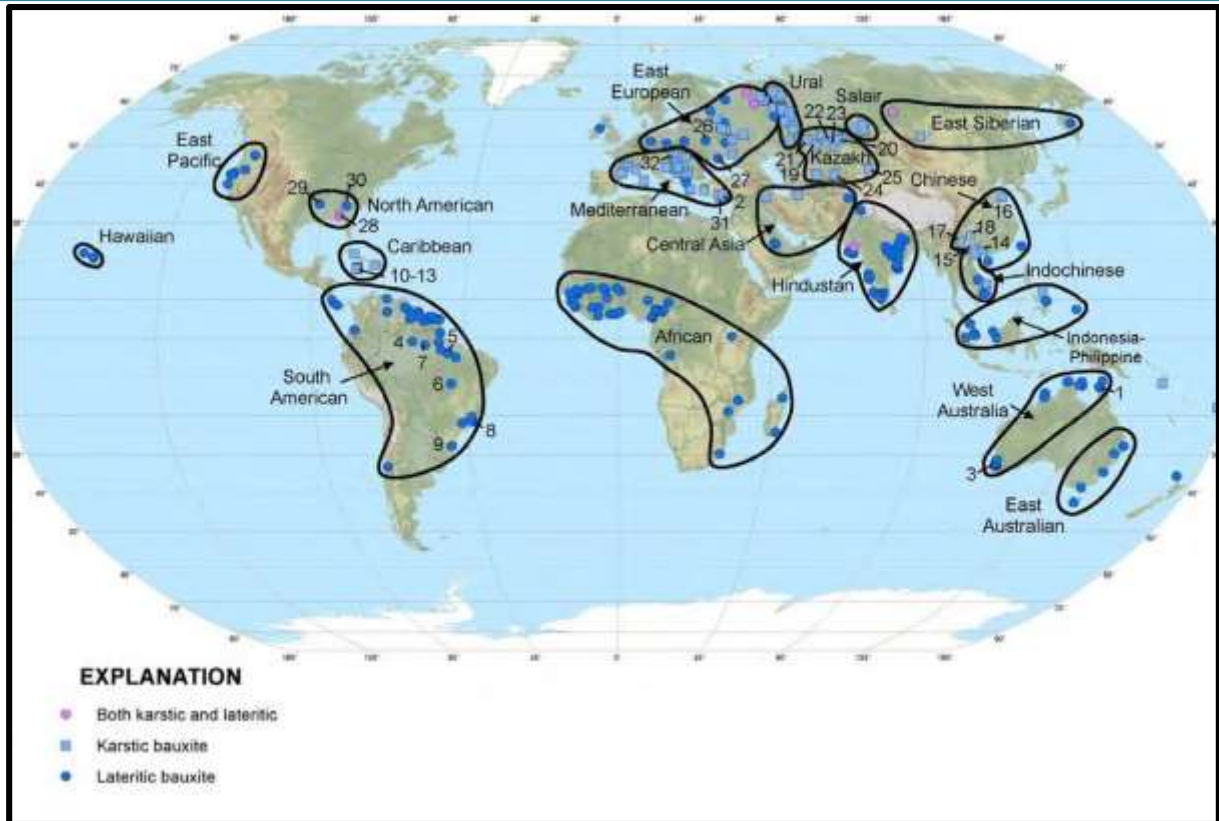 East
European
Ural
22 23
Salair
East Siberian
26
East
Pacific
20
21
Kazakh
32
19
25
29
30
27
Chinese
North American
Mediterranean
2
24
16
28
31
18
17
Hawaiian
Caribbean
Central Asia
14
15
10-13
Hindustan
Indochinese
African
5
4
Indonesia-
Philippine
7
South
American
6
West
Australia
1
8
9
3
East
Australian
EXPLANATION
Both karstic and lateritic
Karstic bauxite
Lateritic bauxite